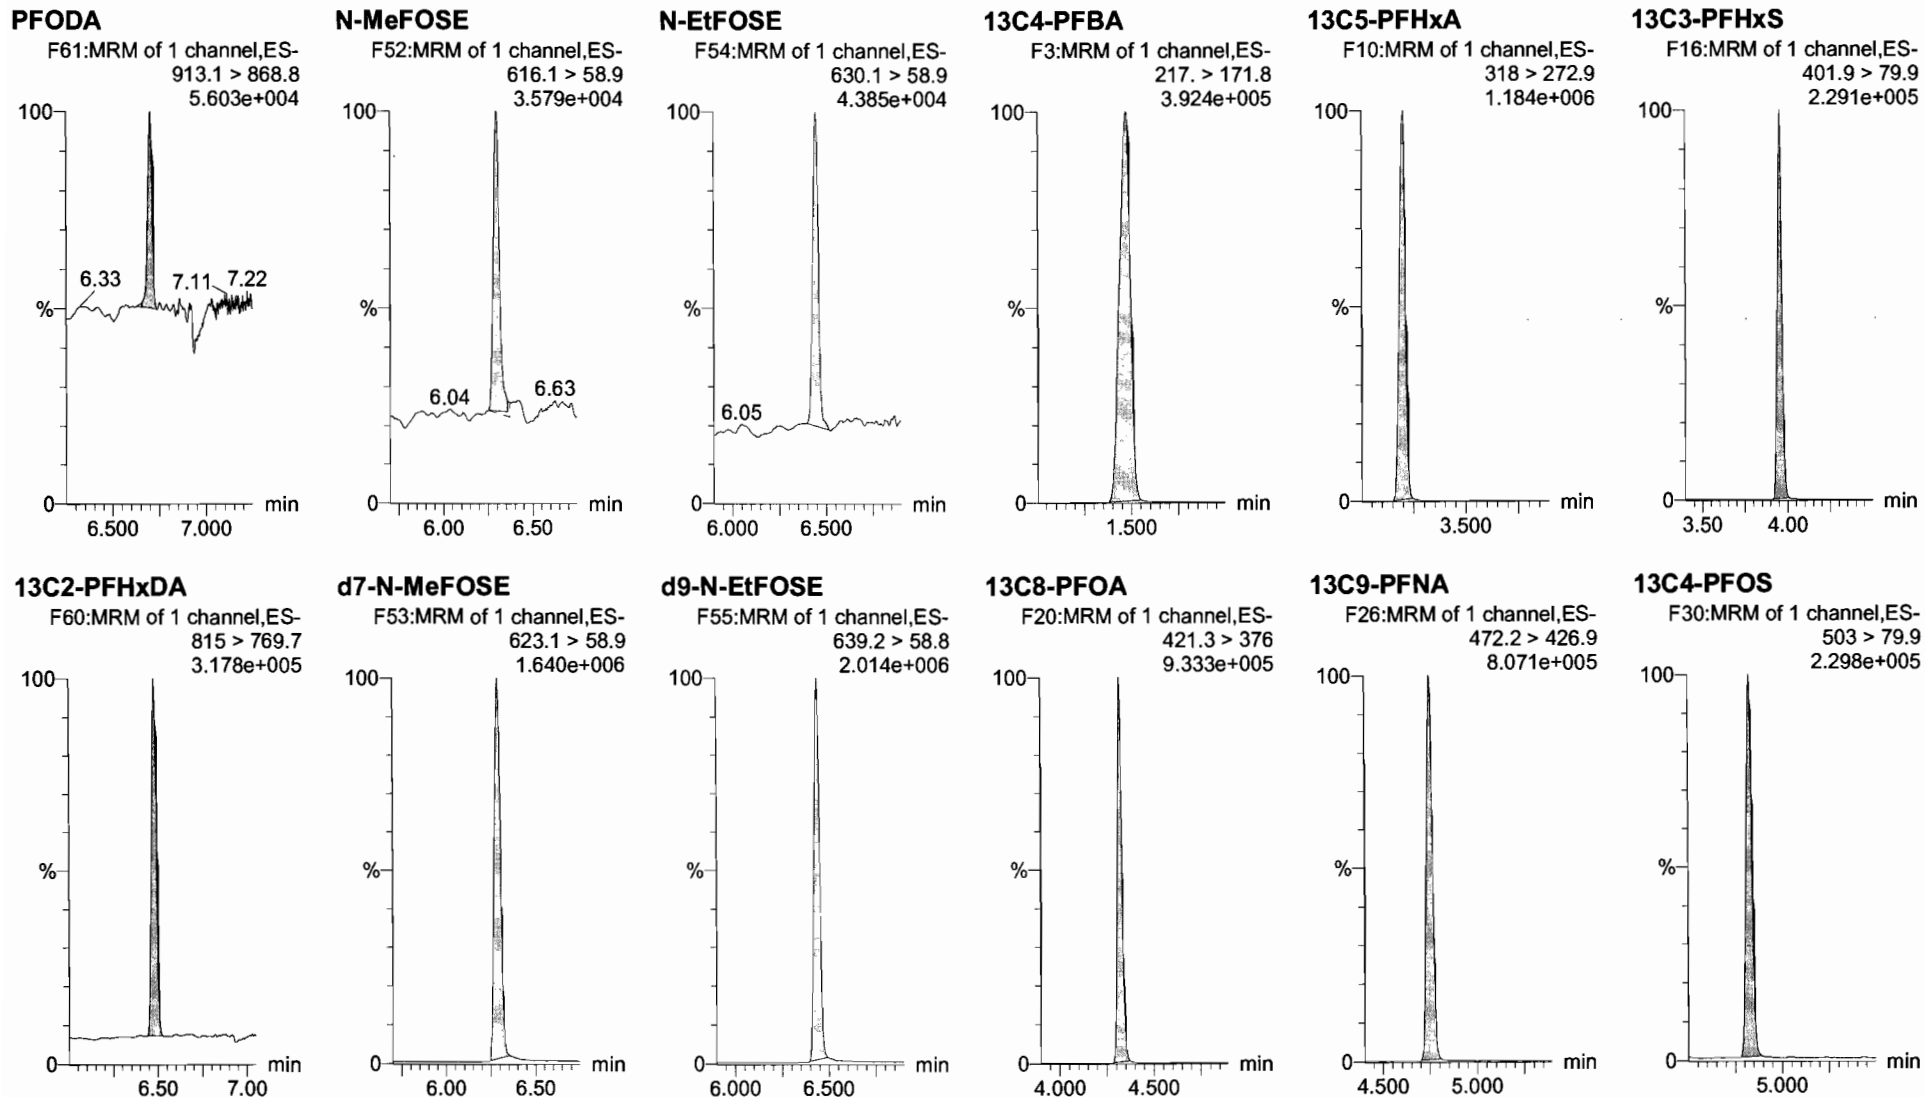 PFODA
F61:MRM of 1 channel,ES-
913.1 > 868.8
5.603e+004
100
6.33
7.11
7.22
%
0
min
6.500
7.000
N-MeFOSE
F52:MRM of 1 channel,ES-
616.1 > 58.9
3.579e+004
100
%
6.04
6.63
0
min
6.00
6.50
N-EtFOSE
F54:MRM of 1 channel,ES-
630.1 > 58.9
4.385e+004
100
%
6.05
0
min
6.000
6.500
13C4-PFBA
F3:MRM of 1 channel,ES-
217. > 171.8
3.924e+005
100
%
0
min
1.500
13C5-PFHxA
F10:MRM of 1 channel,ES-
318 > 272.9
1.184e+006
100
%
0
min
3.500
13C3-PFHxS
F16:MRM of 1 channel,ES-
401.9 > 79.9
2.291e+005
100
%
0
min
3.50
4.00
13C2-PFHxDA
F60:MRM of 1 channel,ES-
815 > 769.7
3.178e+005
100
%
0
min
6.50
7.00
d7-N-MeFOSE
F53:MRM of 1 channel,ES-
623.1 > 58.9
1.640e+006
100
%
0
min
6.00
6.50
d9-N-EtFOSE
F55:MRM of 1 channel,ES-
639.2 > 58.8
2.014e+006
100
%
0
min
6.000
6.500
13C8-PFOA
F20:MRM of 1 channel,ES-
421.3 > 376
9.333e+005
100
%
0
min
4.000
4.500
13C9-PFNA
F26:MRM of 1 channel,ES-
472.2 > 426.9
8.071e+005
100
%
0
min
4.500
5.000
13C4-PFOS
F30:MRM of 1 channel,ES-
503 > 79.9
2.298e+005
100
%
0
min
5.000